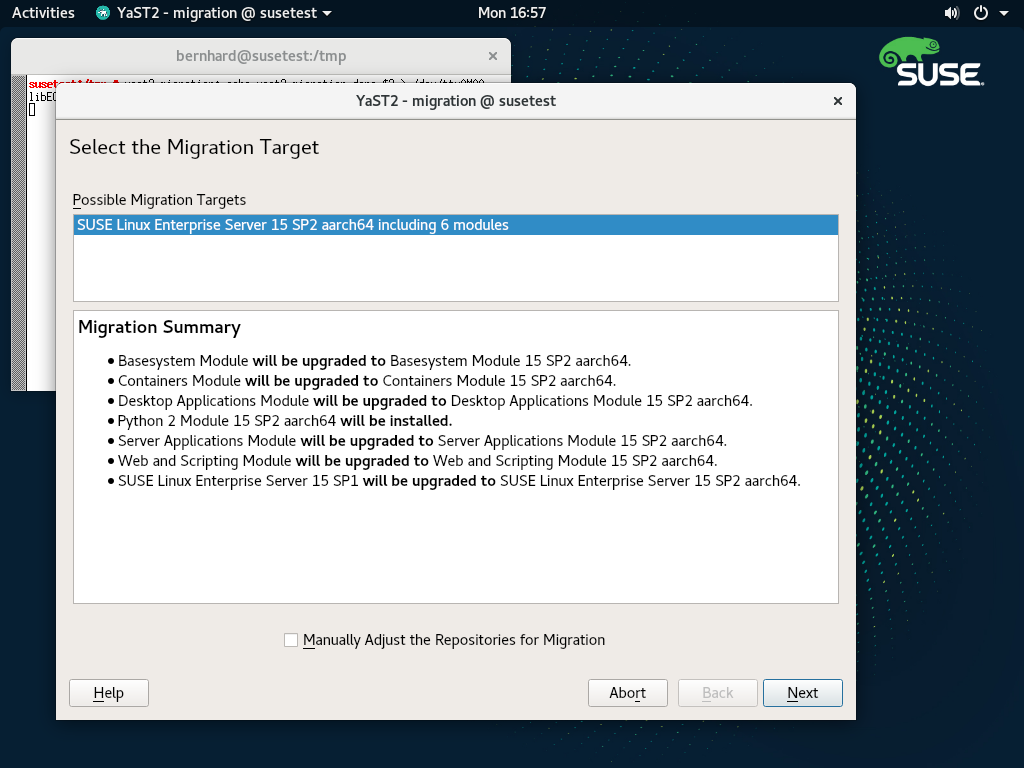 Activities YaST2 - migration @ susetest Mon 16:57
SUSE
bernhard@susetest:/tmp
YaST2 - migration @ susetest
Select the Migration Target
Possible Migration Targets
SUSE Linux Enterprise Server 15 SP2 aarch64 including 6 modules
Migration Summary
Basesystem Module will be upgraded to Basesystem Module 15 SP2 aarch64.
Containers Module will be upgraded to Containers Module 15 SP2 aarch64.
Desktop Applications Module will be upgraded to Desktop Applications Module 15 SP2 aarch64.
Python 2 Module 15 SP2 aarch64 will be installed.
Server Applications Module will be upgraded to Server Applications Module 15 SP2 aarch64.
Web and Scripting Module will be upgraded to Web and Scripting Module 15 SP2 aarch64.
SUSE Linux Enterprise Server 15 SP1 will be upgraded to SUSE Linux Enterprise Server 15 SP2 aarch64.
Manually Adjust the Repositories for Migration
Help Abort Back Next